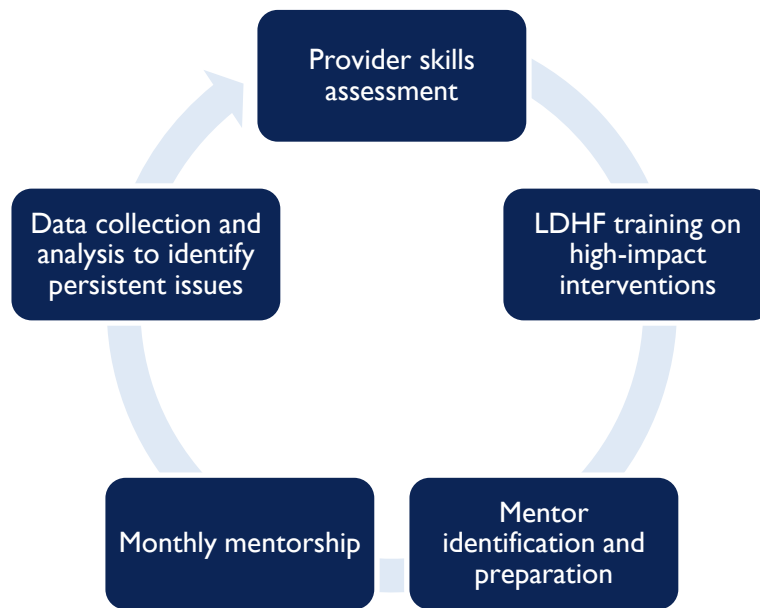 Provider skills
assessment
LDHF training on
high-impact
interventions
Mentor
identification and
preparation
Monthly mentorship
Data collection and
analysis to identify
persistent issues